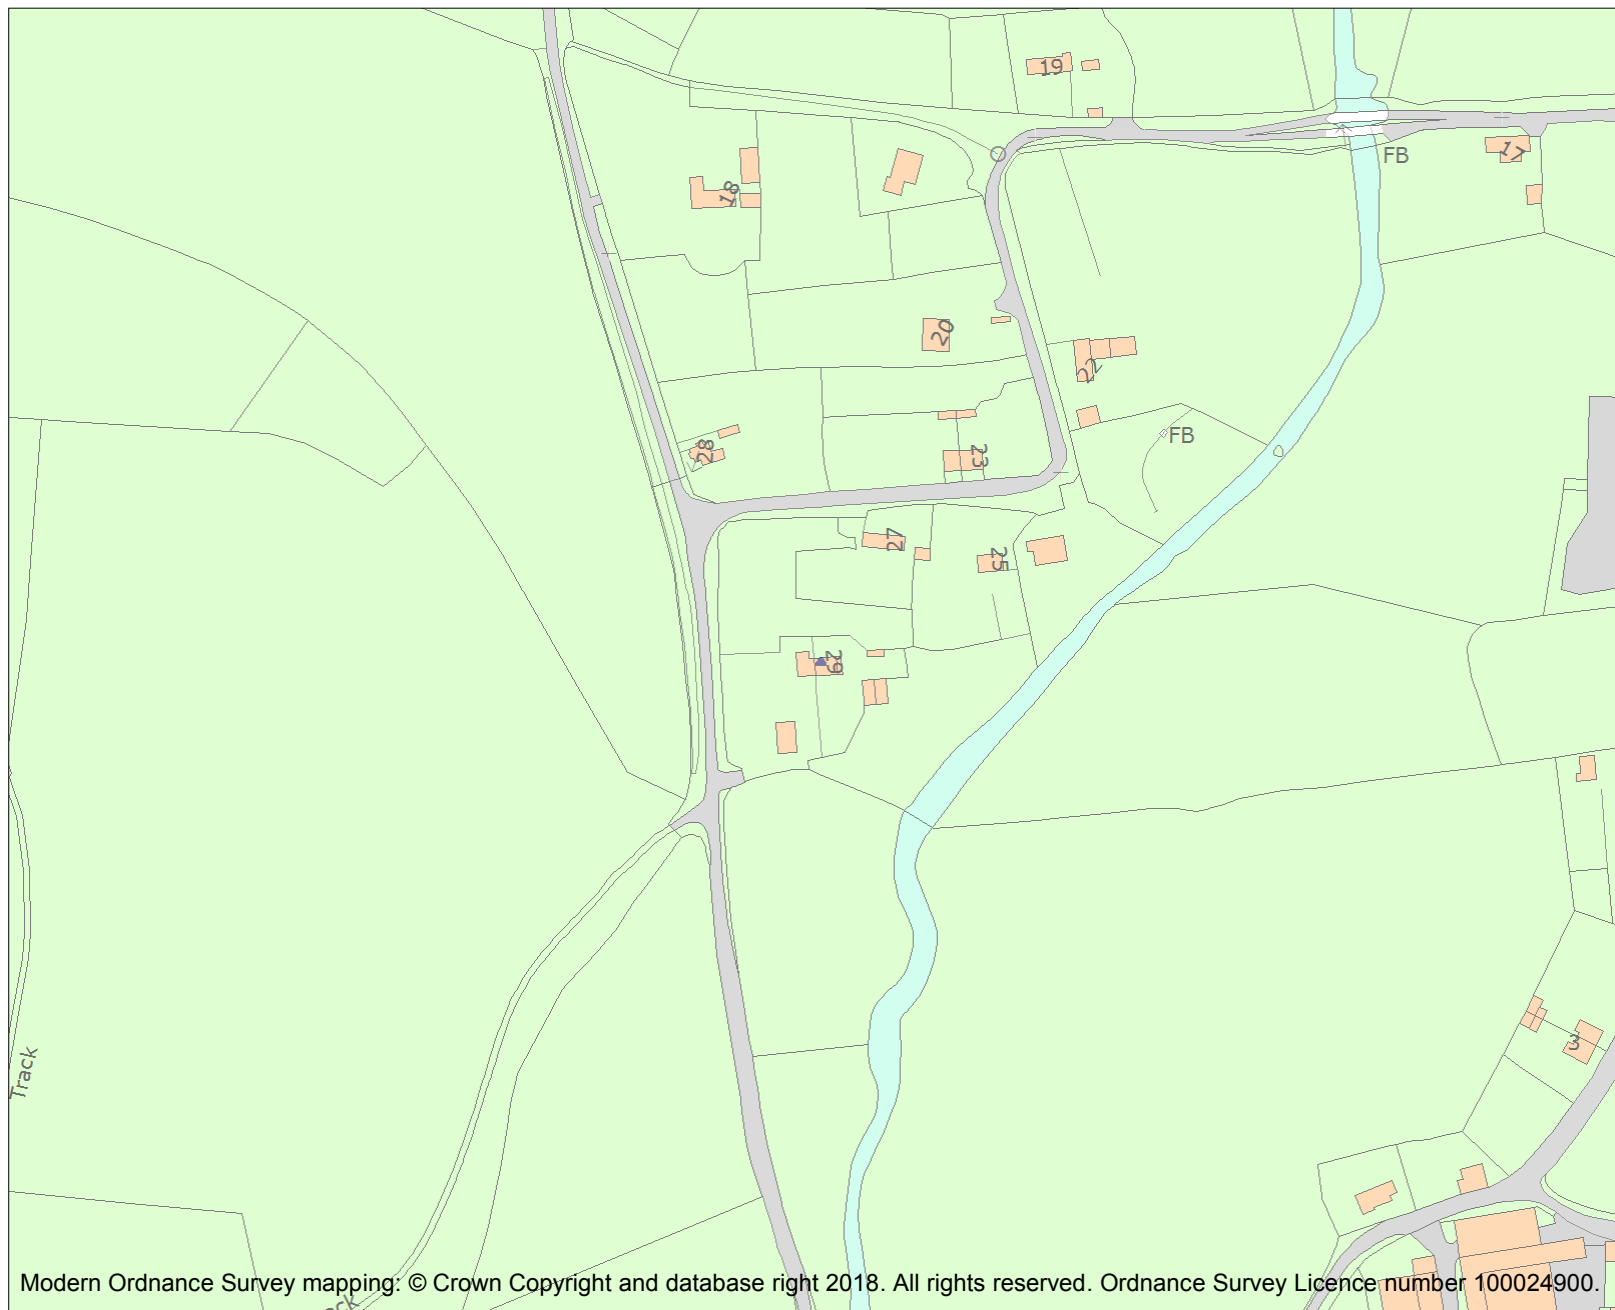 19
FB
17
18
20
22
FB
28
23
27
25
29
3
Track
ck
Modern Ordnance Survey mapping: © Crown Copyright and database right 2018. All rights reserved. Ordnance Survey Licence number 100024900.